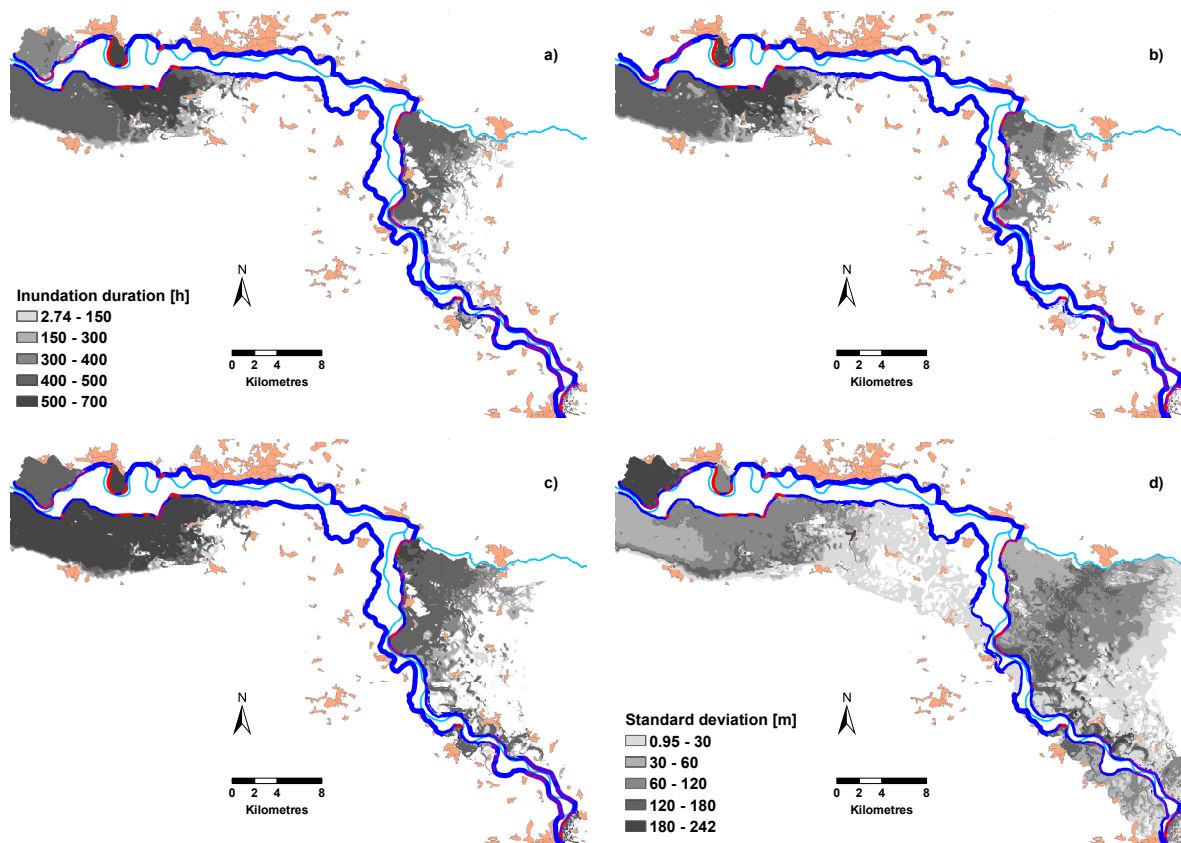 a)
N
Inundation duration [h]
2.74 - 150
150 - 300
300 - 400
400 - 500
500 - 700
0 2 4 8
Kilometres
b)
N
0 2 4 8
Kilometres
c)
N
0 2 4 8
Kilometres
d)
N
Standard deviation [m]
0.95 - 30
30 - 60
60 - 120
120 - 180
180 - 242
0 2 4 8
Kilometres